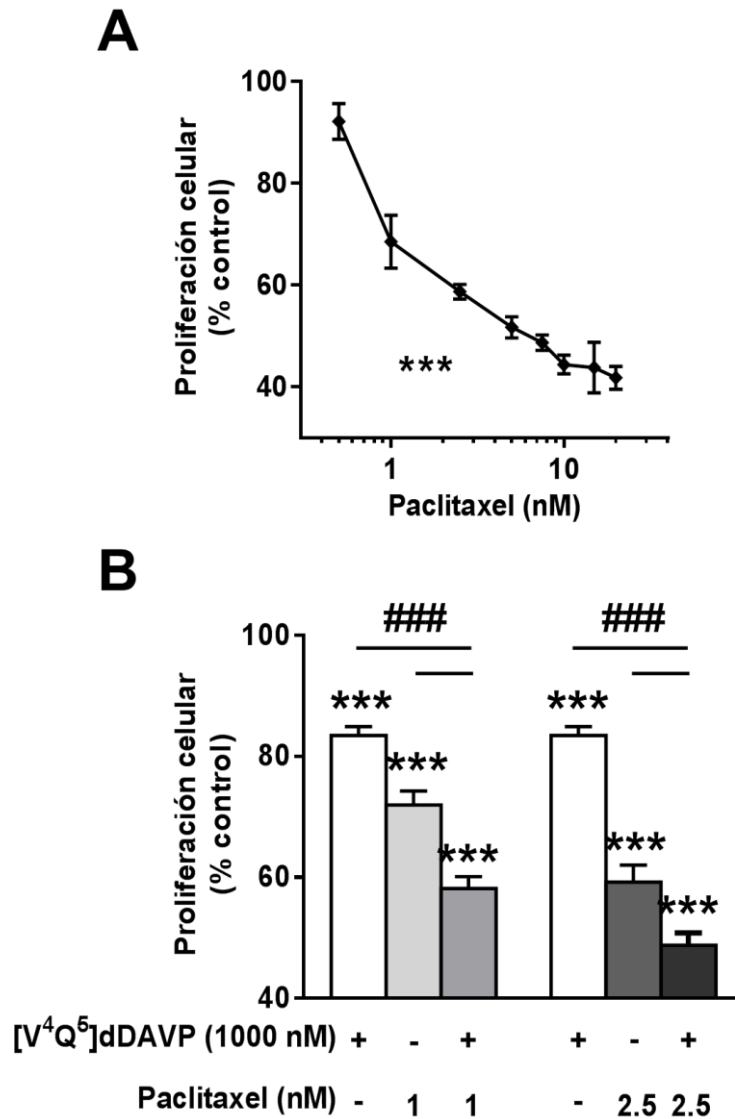 A
Proliferación celular
(% control)
100
80
60
40
***
1 10
Paclitaxel (nM)
B
Proliferación celular
(% control)
### ###
100
80
60
40
*** *** *** *** *** ***
[V⁴Q⁵]dDAVP (1000 nM) + - + + - +
Paclitaxel (nM) - 1 1 - 2.5 2.5